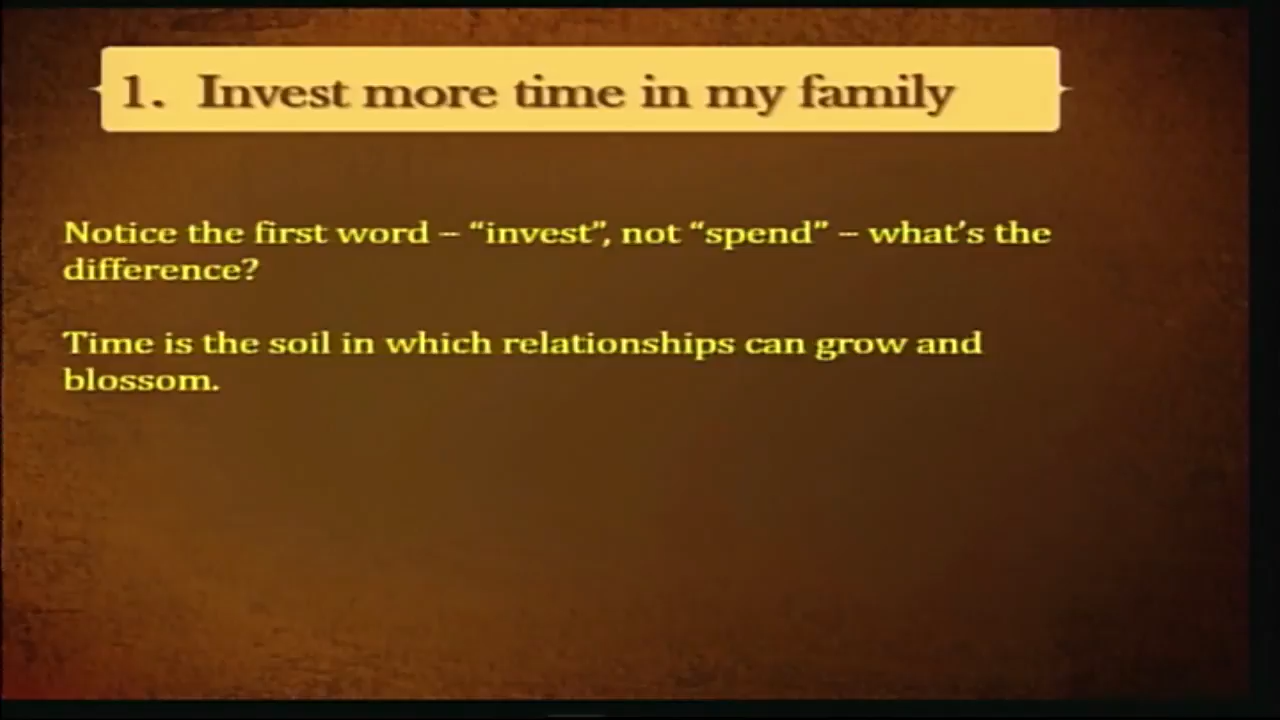 1. Invest more time in my family
Notice the first word – “invest”, not “spend” – what’s the
difference?
Time is the soil in which relationships can grow and
blossom.